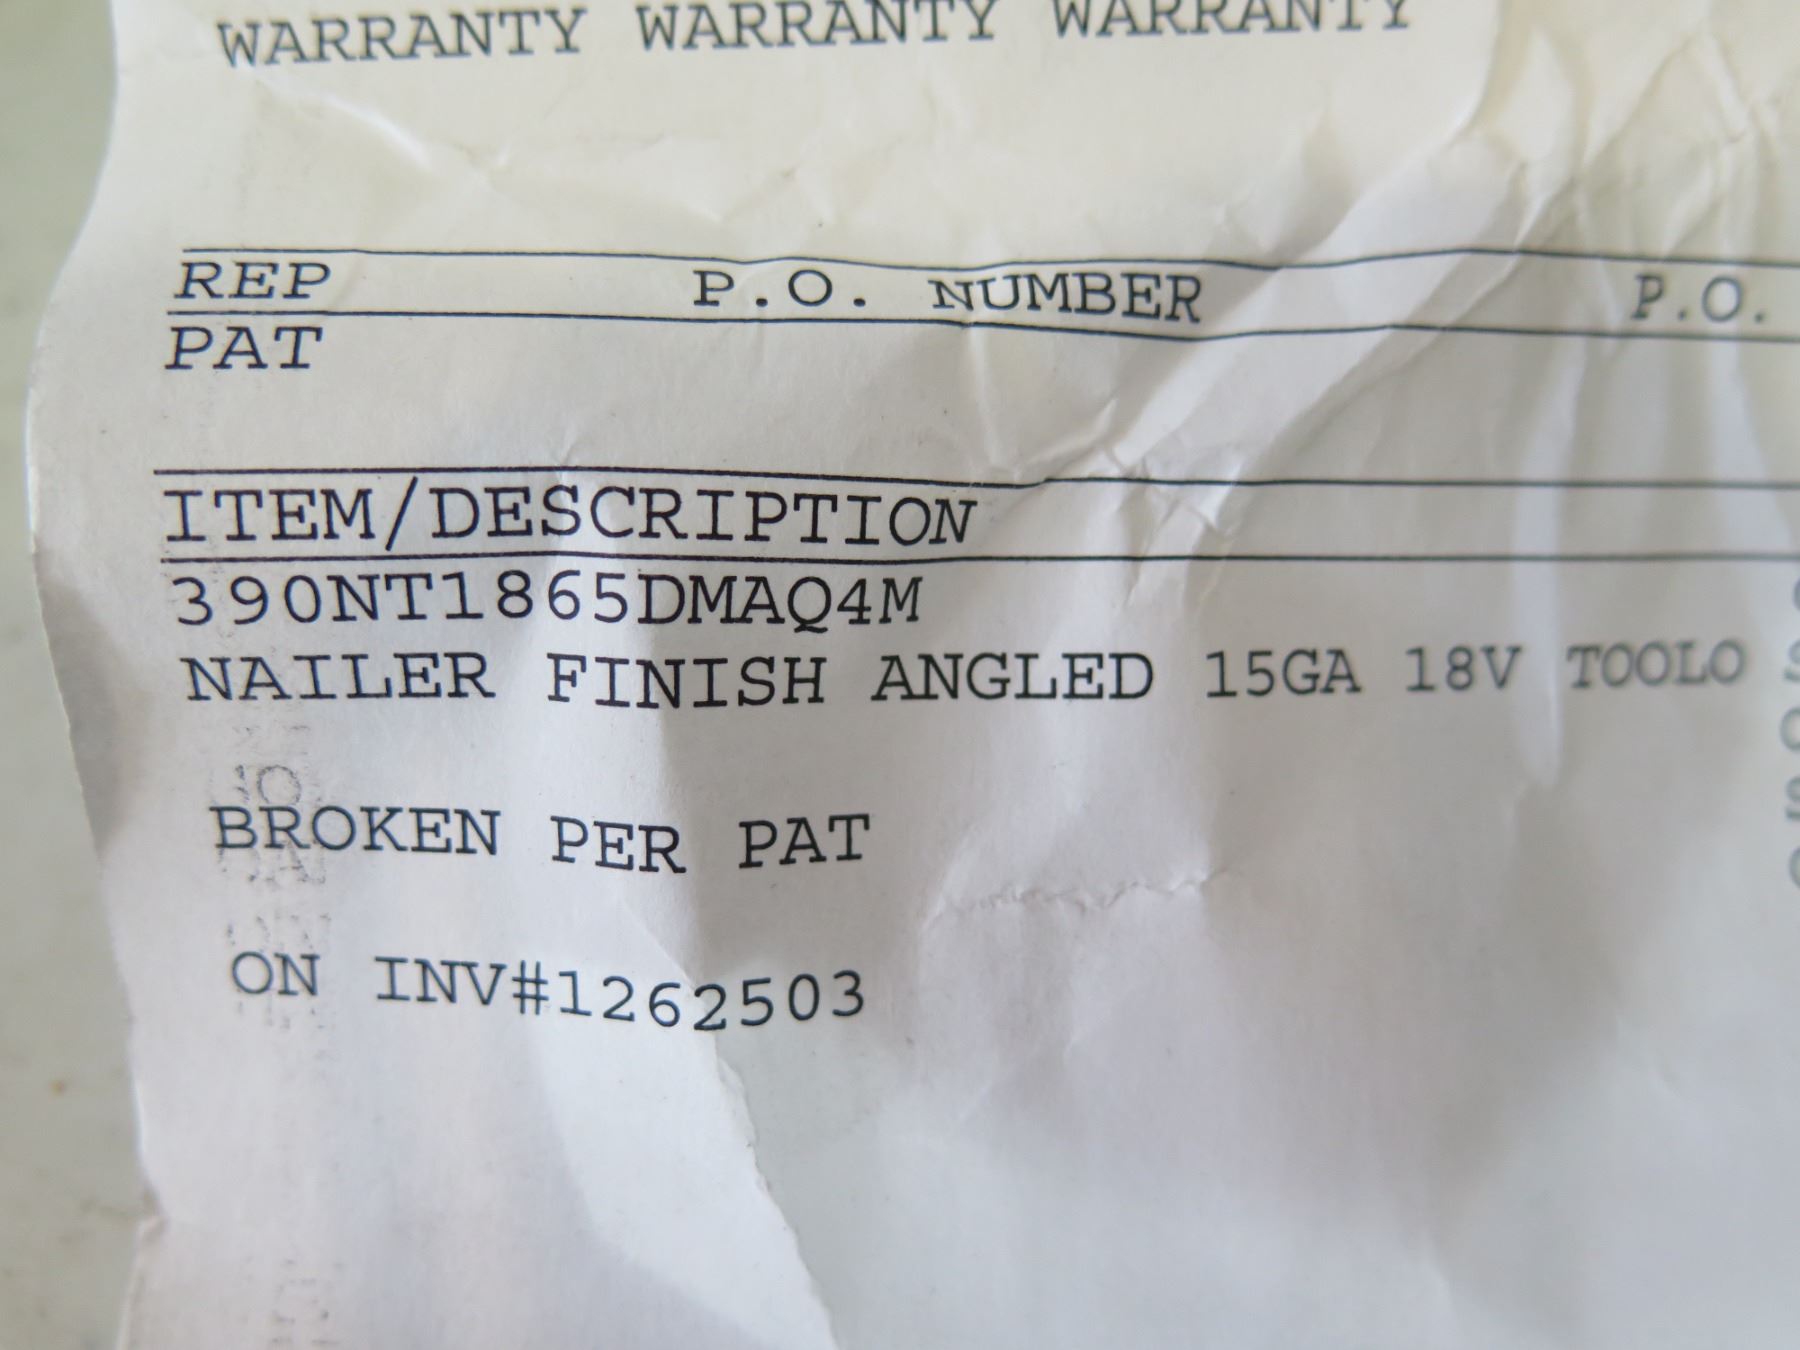 WARRANTY WARRANTY WARRANTY
REP P.O. NUMBER P.O.
PAT
ITEM/DESCRIPTION
390NT1865DMAQ4M
NAILER FINISH ANGLED 15GA 18V TOOLO
BROKEN PER PAT
ON INV#1262503